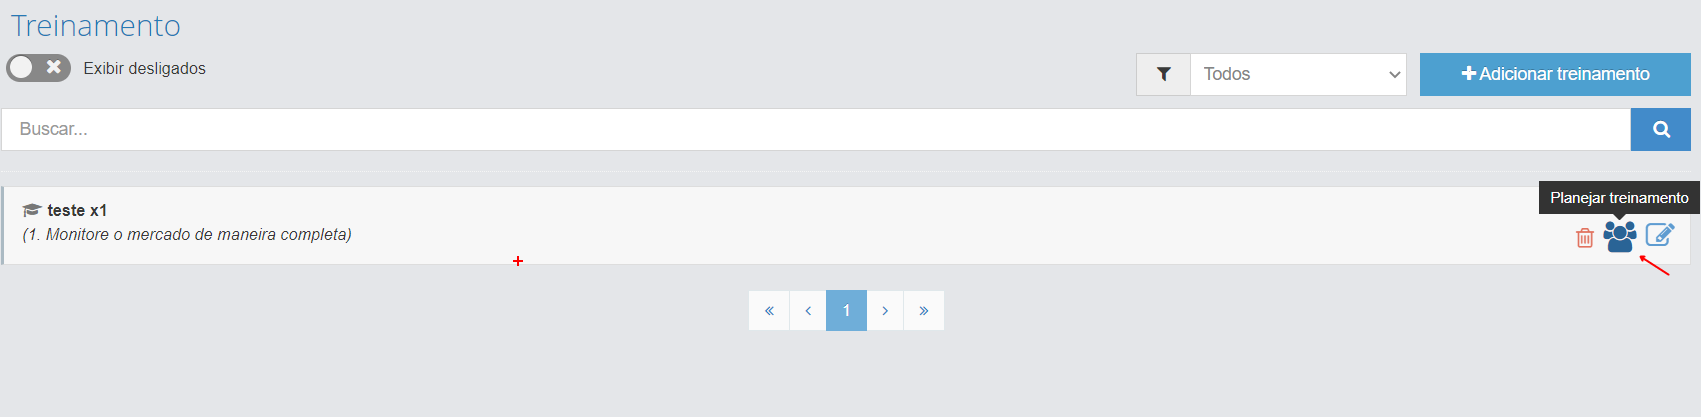 Treinamento
Exibir desligados
Todos
Adicionar treinamento
Buscar...
Planejar treinamento
teste x1
(1. Monitore o mercado de maneira completa)
« ‹ 1 › »